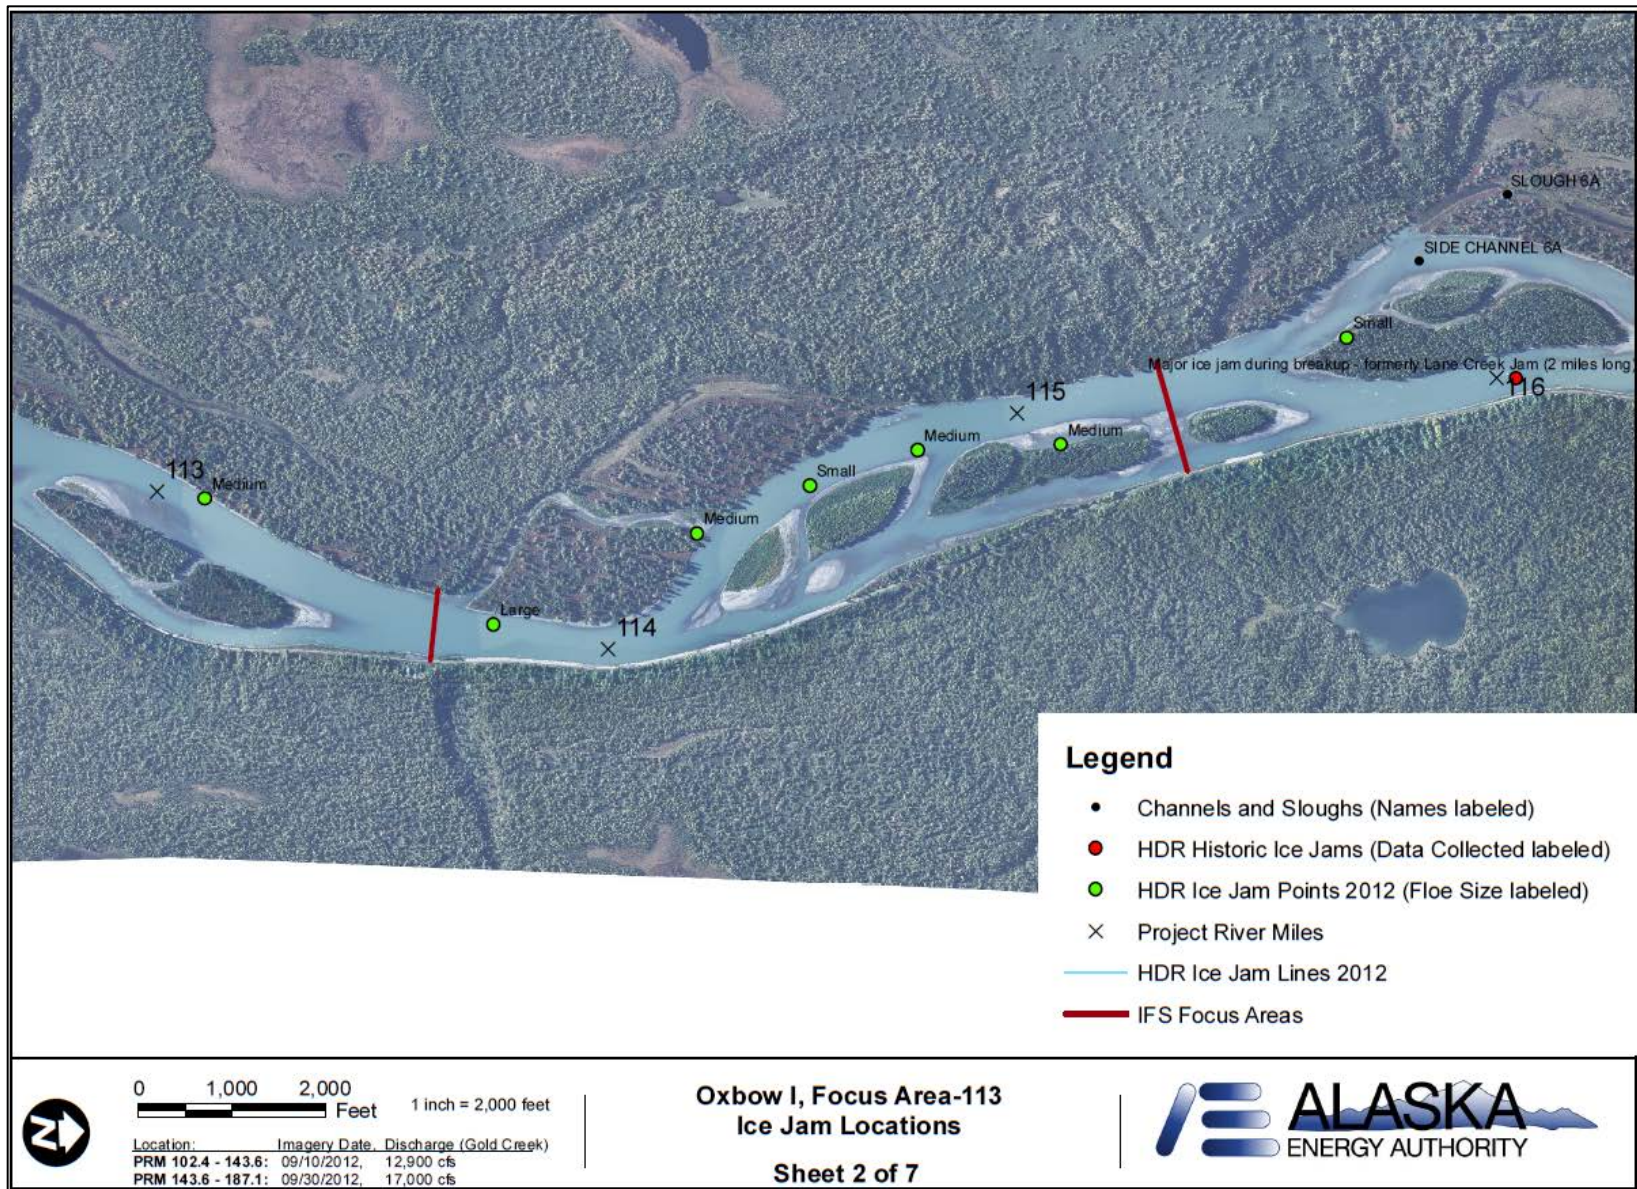 SLOUGH 6A
SIDE CHANNEL 6A
Small
Major ice jam during breakup - formerly Lane Creek Jam (2 miles long)
116
115
Medium
Medium
Small
113
Medium
Medium
Large
114
Legend
Channels and Sloughs (Names labeled)
HDR Historic Ice Jams (Data Collected labeled)
HDR Ice Jam Points 2012 (Floe Size labeled)
Project River Miles
HDR Ice Jam Lines 2012
IFS Focus Areas
N
0 1,000 2,000
Feet
1 inch = 2,000 feet
Location: Imagery Date, Discharge (Gold Creek)
PRM 102.4 - 143.6: 09/10/2012, 12,900 cfs
PRM 143.6 - 187.1: 09/30/2012, 17,000 cfs
Oxbow I, Focus Area-113
Ice Jam Locations
Sheet 2 of 7
ALASKA
ENERGY AUTHORITY